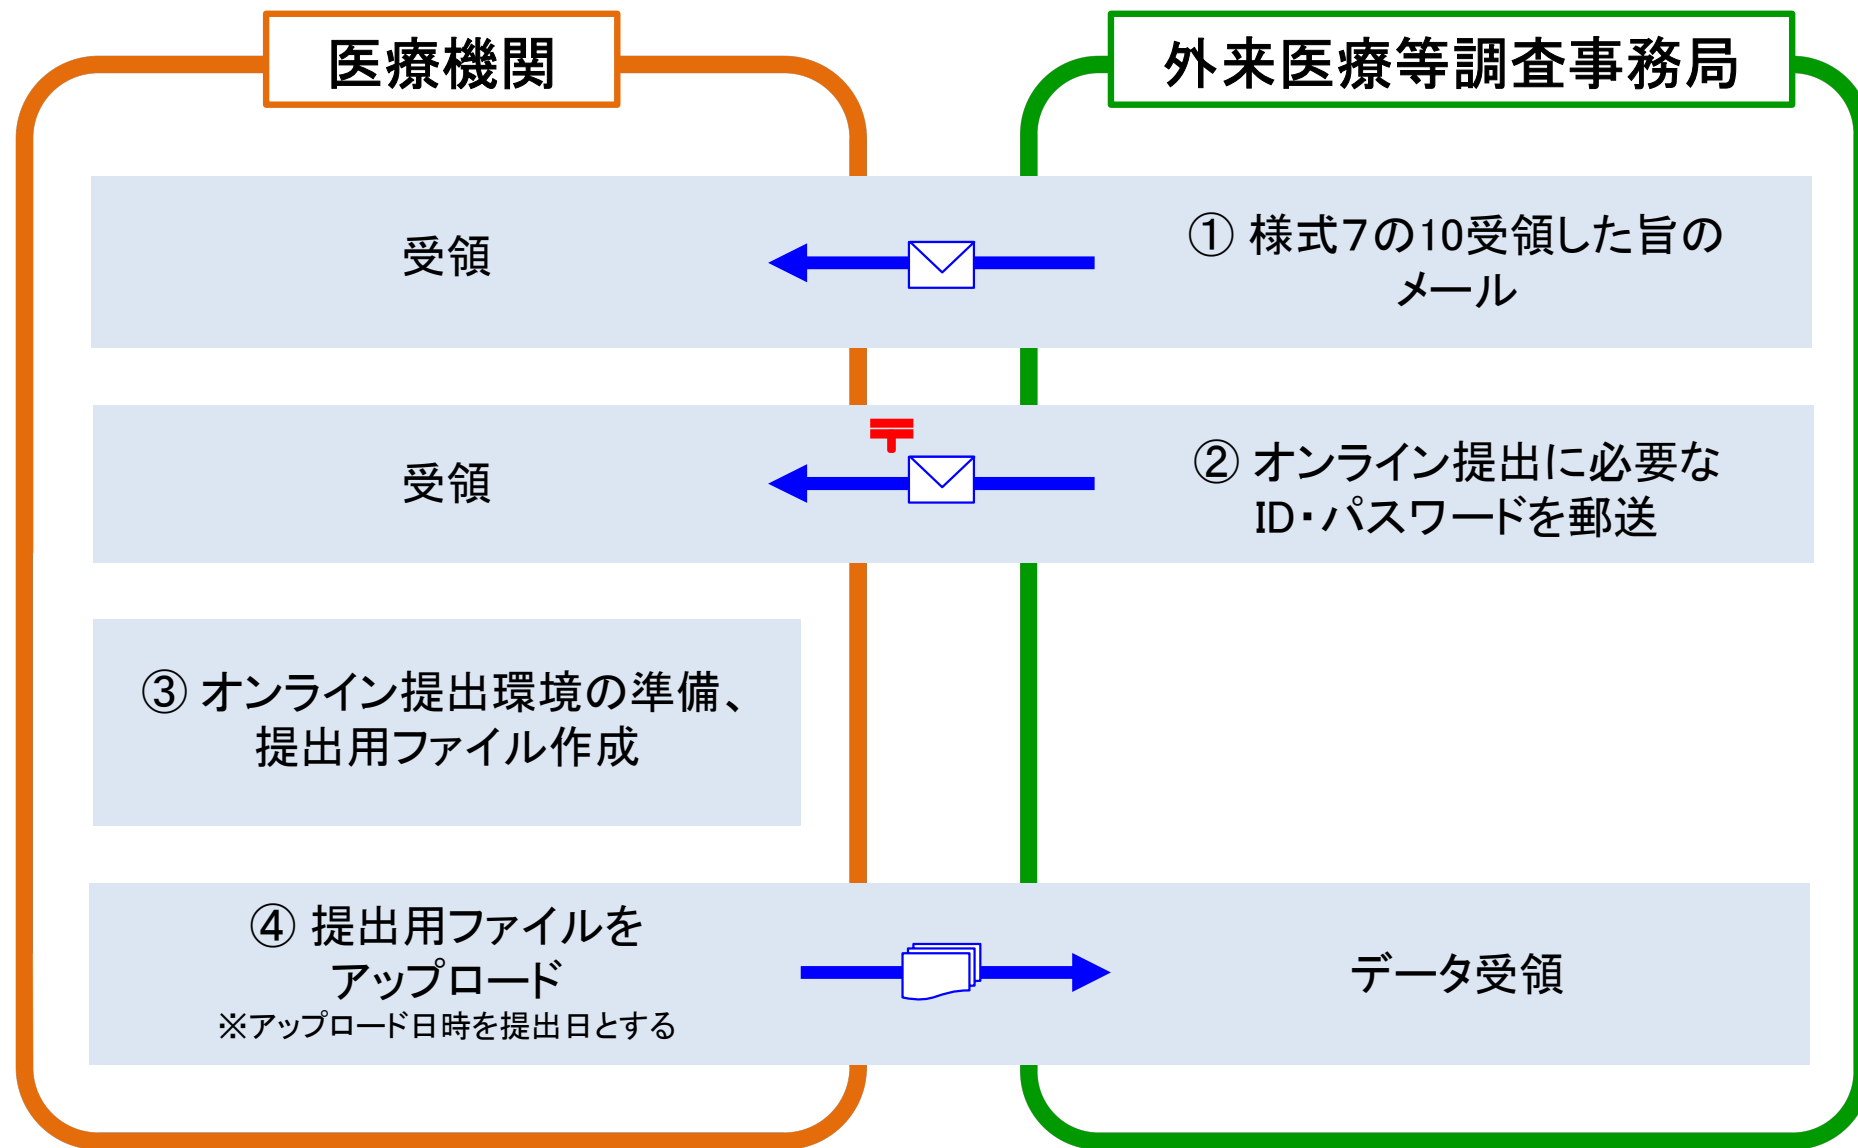 医療機関
外来医療等調査事務局
受領
① 様式７の10受領した旨の
メール
〒
受領
② オンライン提出に必要な
ID・パスワードを郵送
③ オンライン提出環境の準備、
提出用ファイル作成
④ 提出用ファイルを
アップロード
※アップロード日時を提出日とする
データ受領